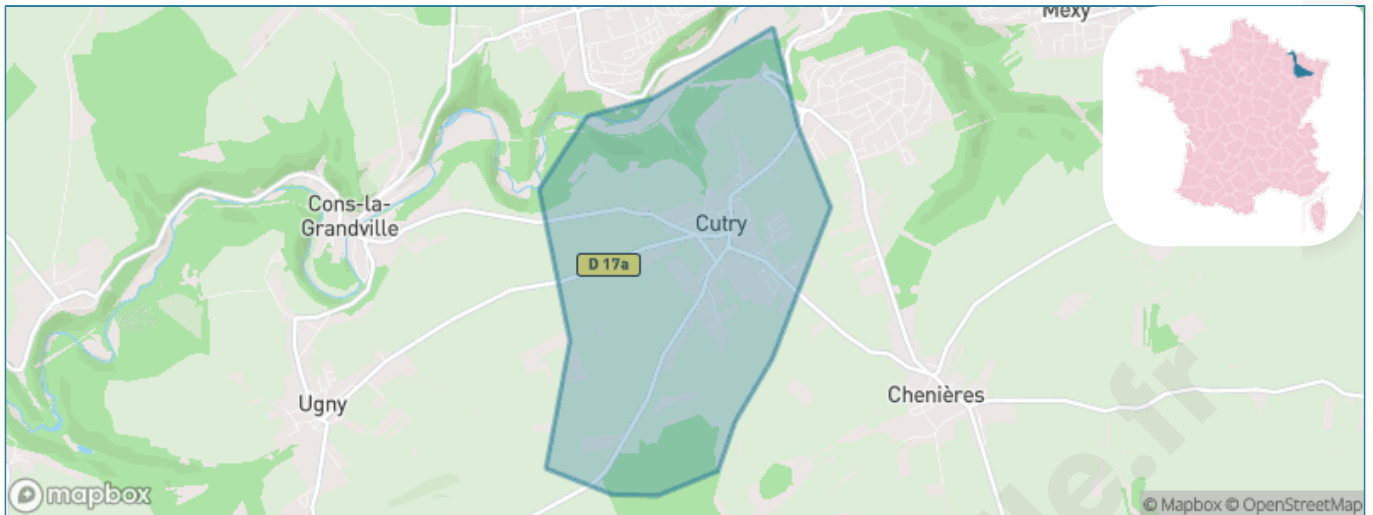 Mexy
Cons-la-
Grandville
Cutry
D 17a
Chenières
Ugny
mapbox
© Mapbox © OpenStreetMap